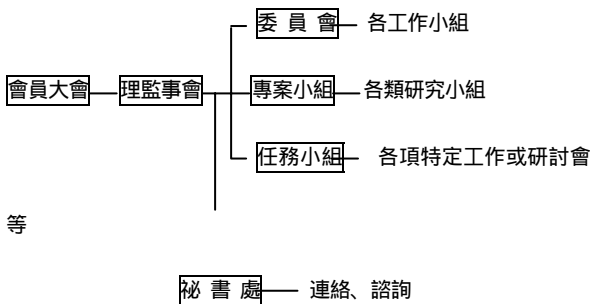 委 員 會 各工作小組
會員大會 理監事會 專案小組 各類研究小組
任務小組 各項特定工作或研討會
等
祕 書 處 連絡、諮詢